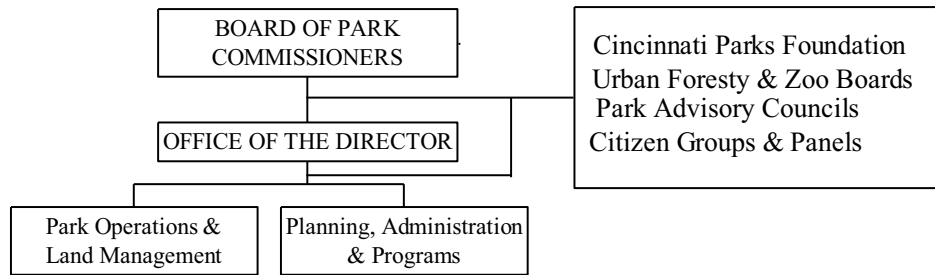 BOARD OF PARK
COMMISSIONERS
Cincinnati Parks Foundation
Urban Foresty & Zoo Boards
Park Advisory Councils
Citizen Groups & Panels
OFFICE OF THE DIRECTOR
Park Operations &
Land Management
Planning, Administration
& Programs